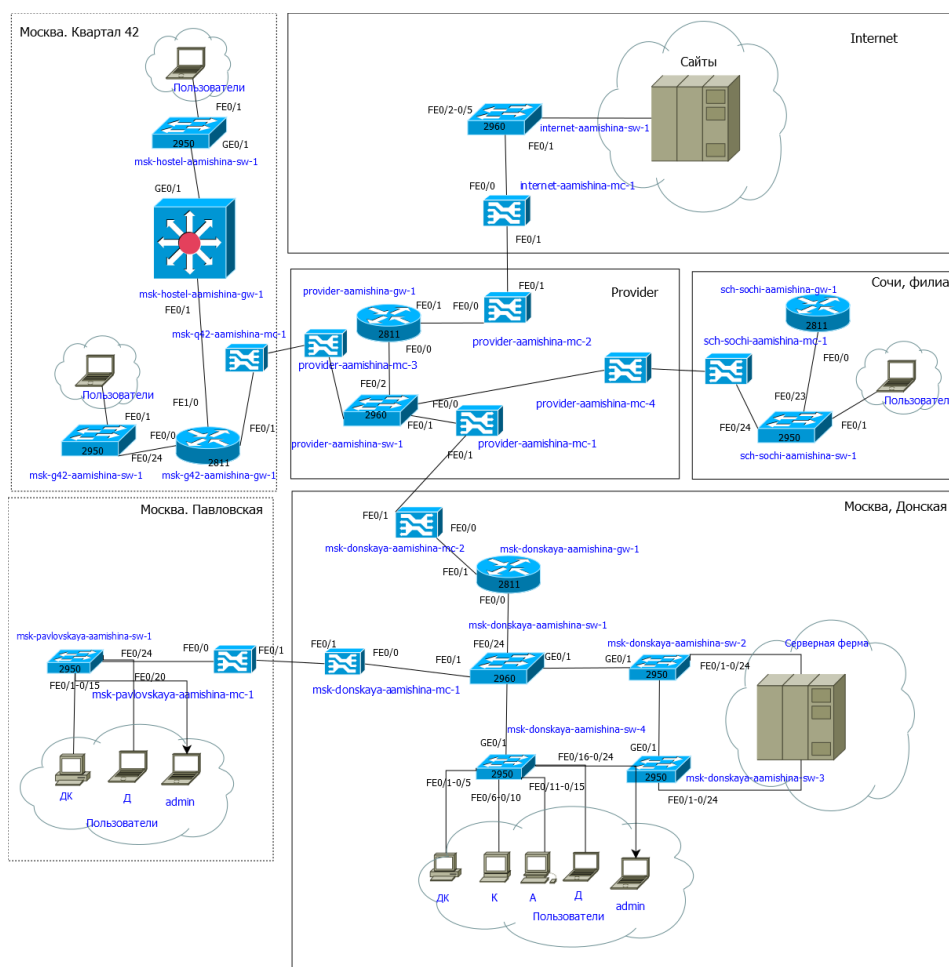 Москва. Квартал 42
Пользователи
FE0/1
2950
GE0/1
msk-hostel-aamishina-sw-1
GE0/1
msk-hostel-aamishina-gw-1
FE0/1
msk-q42-aamishina-mc-1
Пользователи
FE0/1
2950
FE0/24
msk-q42-aamishina-sw-1
FE1/0
FE0/0
FE0/1
2811
msk-q42-aamishina-gw-1
Internet
Сайты
FE0/2-0/5
2960
internet-aamishina-sw-1
FE0/1
FE0/0
internet-aamishina-mc-1
FE0/1
Provider
provider-aamishina-gw-1
FE0/1
FE0/0
FE0/1
2811
FE0/0
provider-aamishina-mc-2
provider-aamishina-mc-3
FE0/2
FE0/0
2960
FE0/1
provider-aamishina-sw-1
provider-aamishina-mc-1
FE0/1
provider-aamishina-mc-4
Сочи, филиа
sch-sochi-aamishina-gw-1
2811
sch-sochi-aamishina-mc-1
FE0/0
FE0/23
FE0/24
2950
FE0/1
Пользовател
sch-sochi-aamishina-sw-1
Москва. Павловская
msk-pavlovskaya-aamishina-sw-1
FE0/24
FE0/0
FE0/1
2950
FE0/1-0/15
FE0/20
msk-pavlovskaya-aamishina-mc-1
ДК
Д
admin
Пользователи
Москва, Донская
FE0/1
FE0/0
msk-donskaya-aamishina-mc-2
msk-donskaya-aamishina-gw-1
FE0/1
2811
FE0/0
msk-donskaya-aamishina-sw-1
FE0/24
FE0/1
FE0/0
FE0/1
GE0/1
2960
msk-donskaya-aamishina-mc-1
msk-donskaya-aamishina-sw-2
GE0/1
FE0/1-0/24
2950
Серверная ферма
msk-donskaya-aamishina-sw-4
GE0/1
FE0/16-0/24
GE0/1
2950
2950
msk-donskaya-aamishina-sw-3
FE0/1-0/24
FE0/1-0/5
FE0/6-0/10
FE0/11-0/15
ДК
К
А
Д
admin
Пользователи